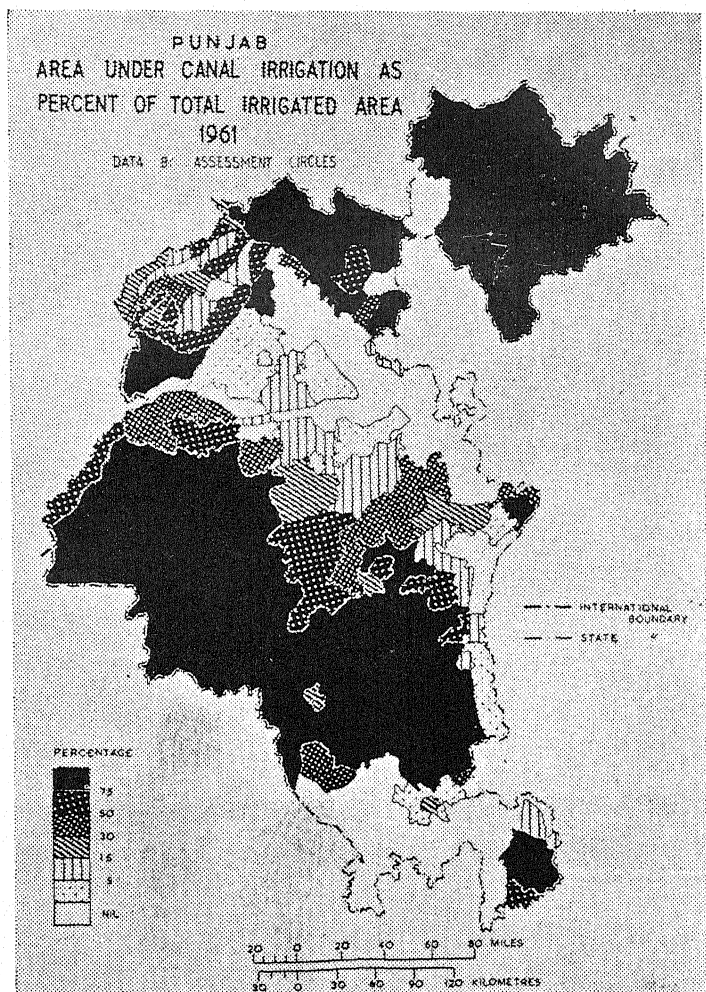 PUNJAB
AREA UNDER CANAL IRRIGATION AS
PERCENT OF TOTAL IRRIGATED AREA
1961
DATA BY ASSESSMENT CIRCLES
INTERNATIONAL
BOUNDARY
STATE "
PERCENTAGE
75
50
30
15
5
NIL
20 0 20 40 60 80 MILES
30 0 30 60 90 120 KILOMETRES